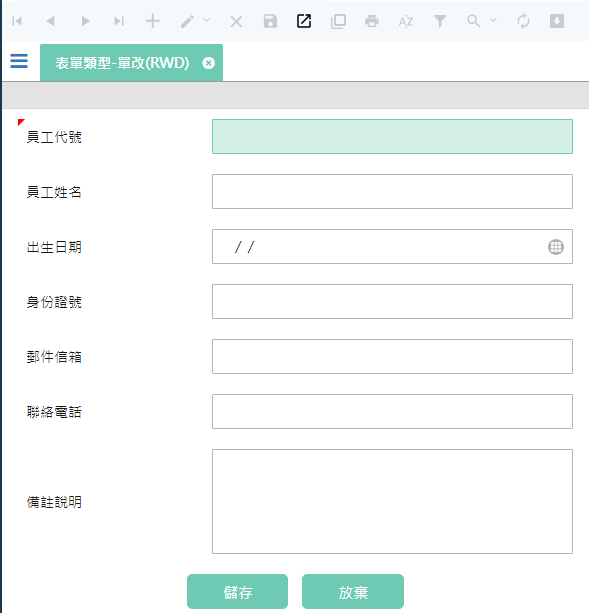 表單類型-單改(RWD)
員工代號
員工姓名
出生日期
/ /
身份證號
郵件信箱
聯絡電話
備註說明
儲存
放棄